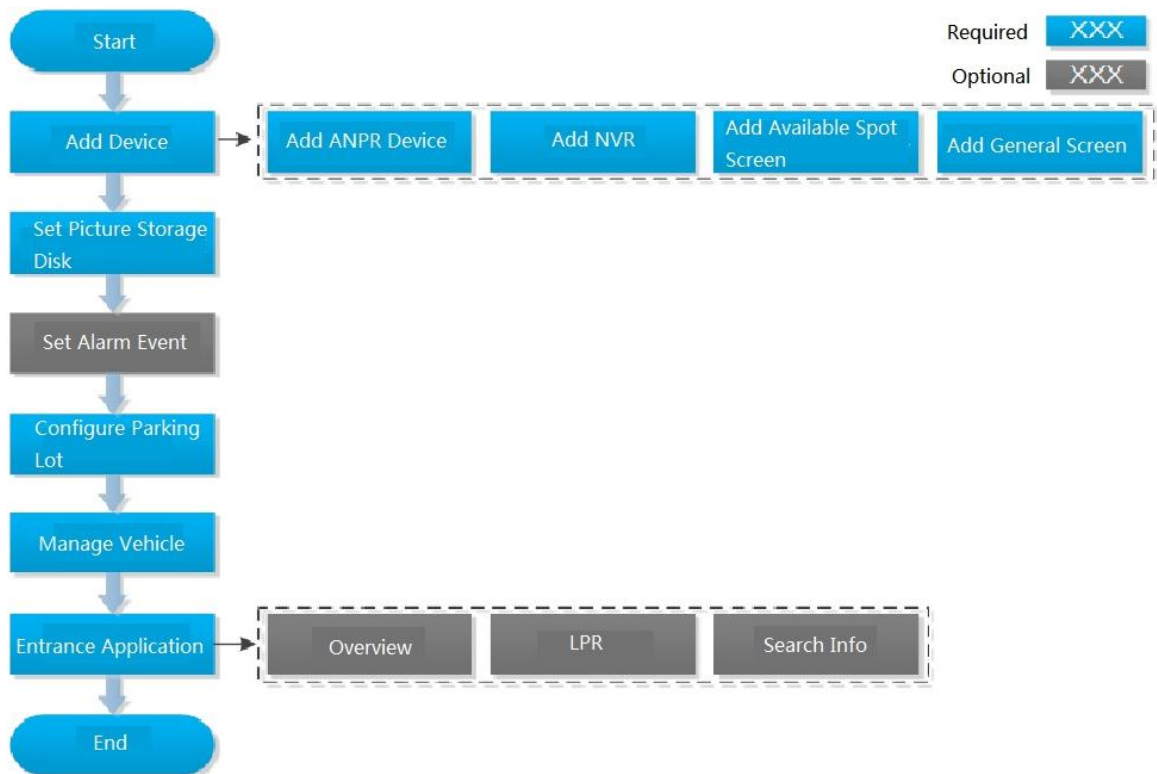 Start
Required XXX
Optional XXX
Add Device
Add ANPR Device
Add NVR
Add Available Spot
Screen
Add General Screen
Set Picture Storage
Disk
Set Alarm Event
Configure Parking
Lot
Manage Vehicle
Entrance Application
Overview
LPR
Search Info
End